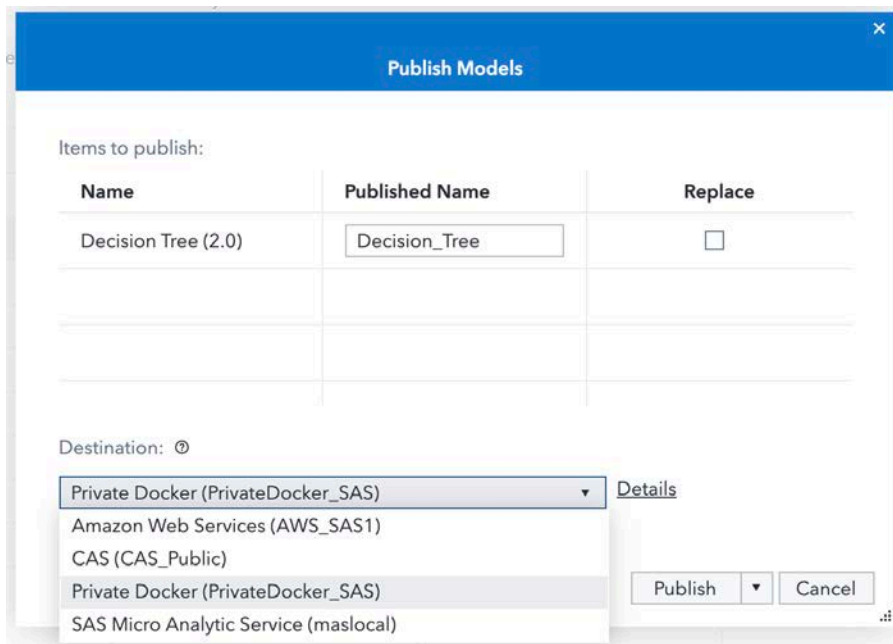 Publish Models
Items to publish:
Name Published Name Replace
Decision Tree (2.0) Decision_Tree
Destination:
Private Docker (PrivateDocker_SAS) Details
Amazon Web Services (AWS_SAS1)
CAS (CAS_Public)
Private Docker (PrivateDocker_SAS)
Publish Cancel
SAS Micro Analytic Service (maslocal)